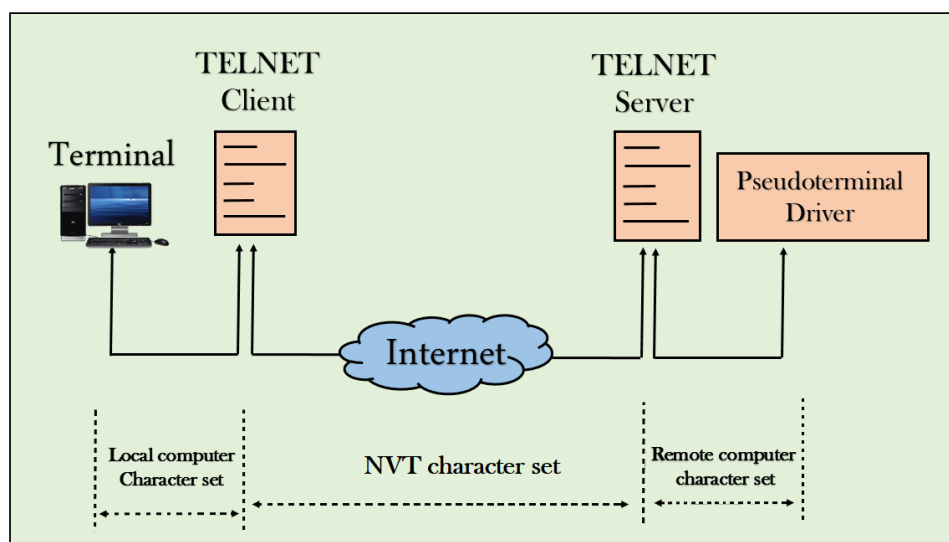 TELNET
Client
TELNET
Server
Terminal
Pseudoterminal
Driver
Internet
Local computer
Character set
NVT character set
Remote computer
character set